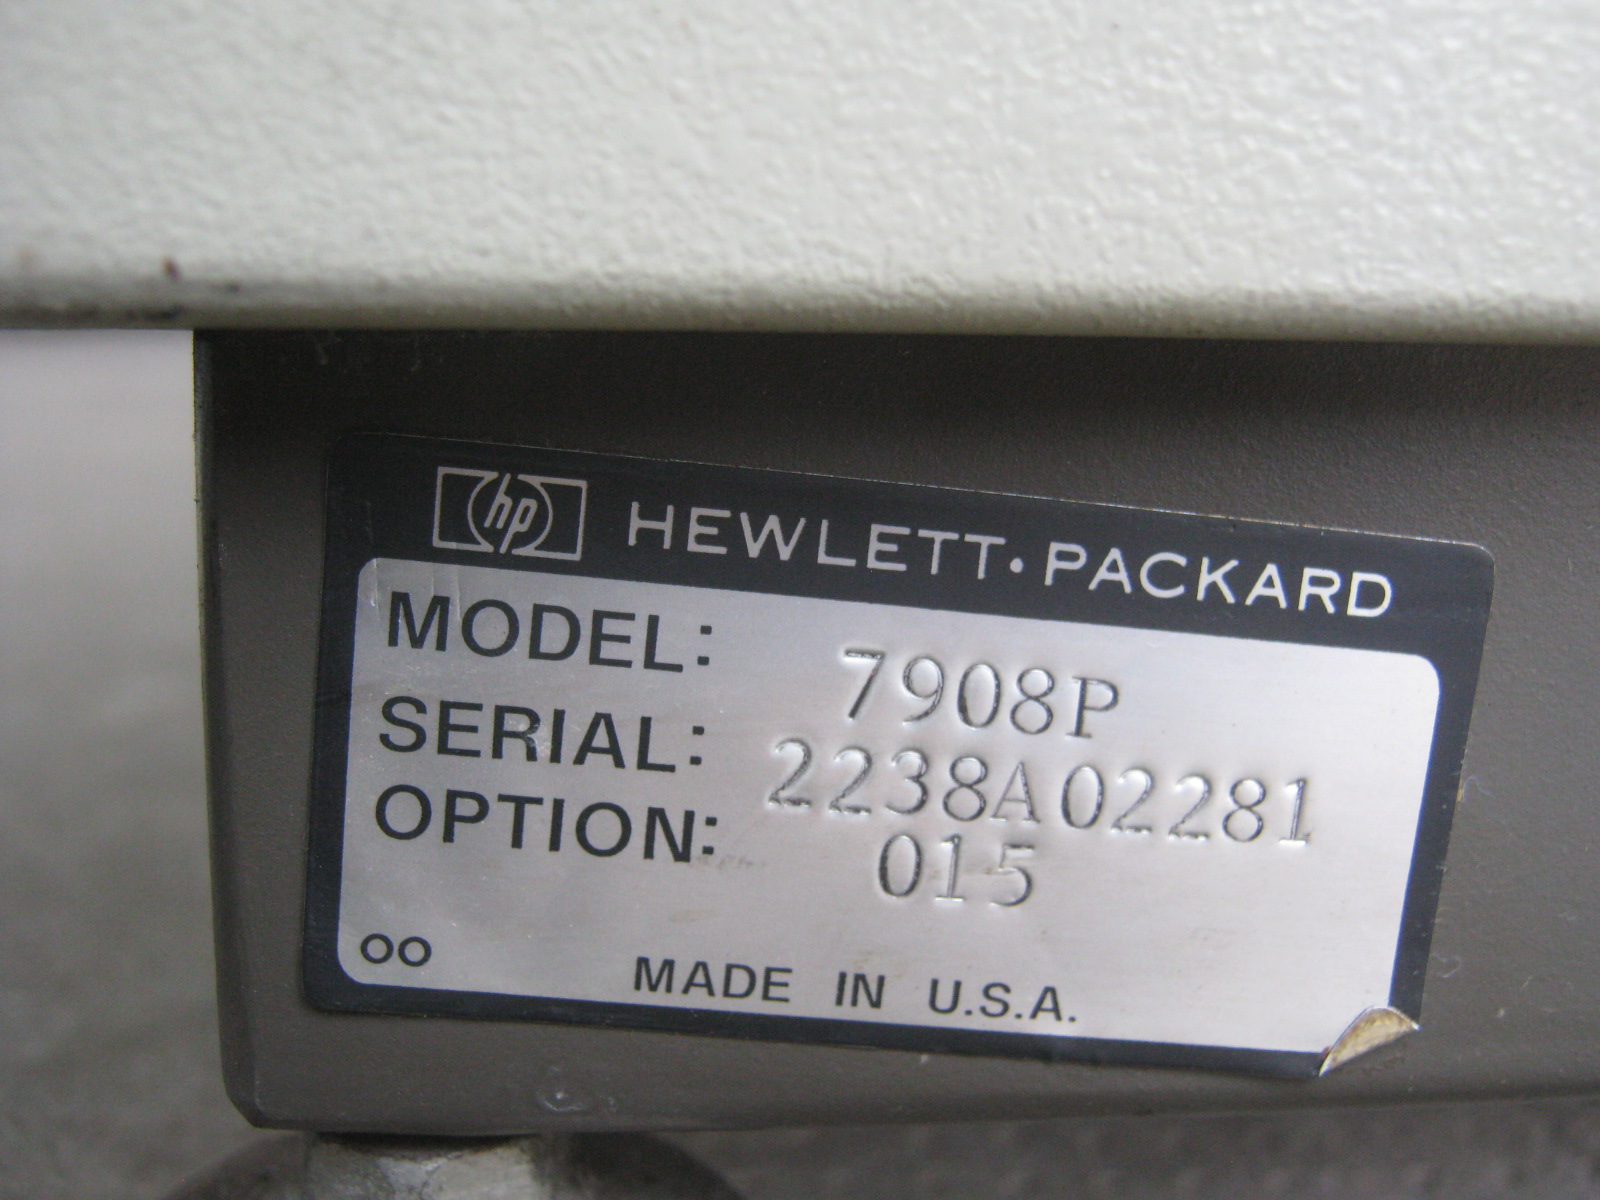 hp HEWLETT·PACKARD
MODEL: 7908P
SERIAL: 2238A02281
OPTION: 015
OO MADE IN U.S.A.